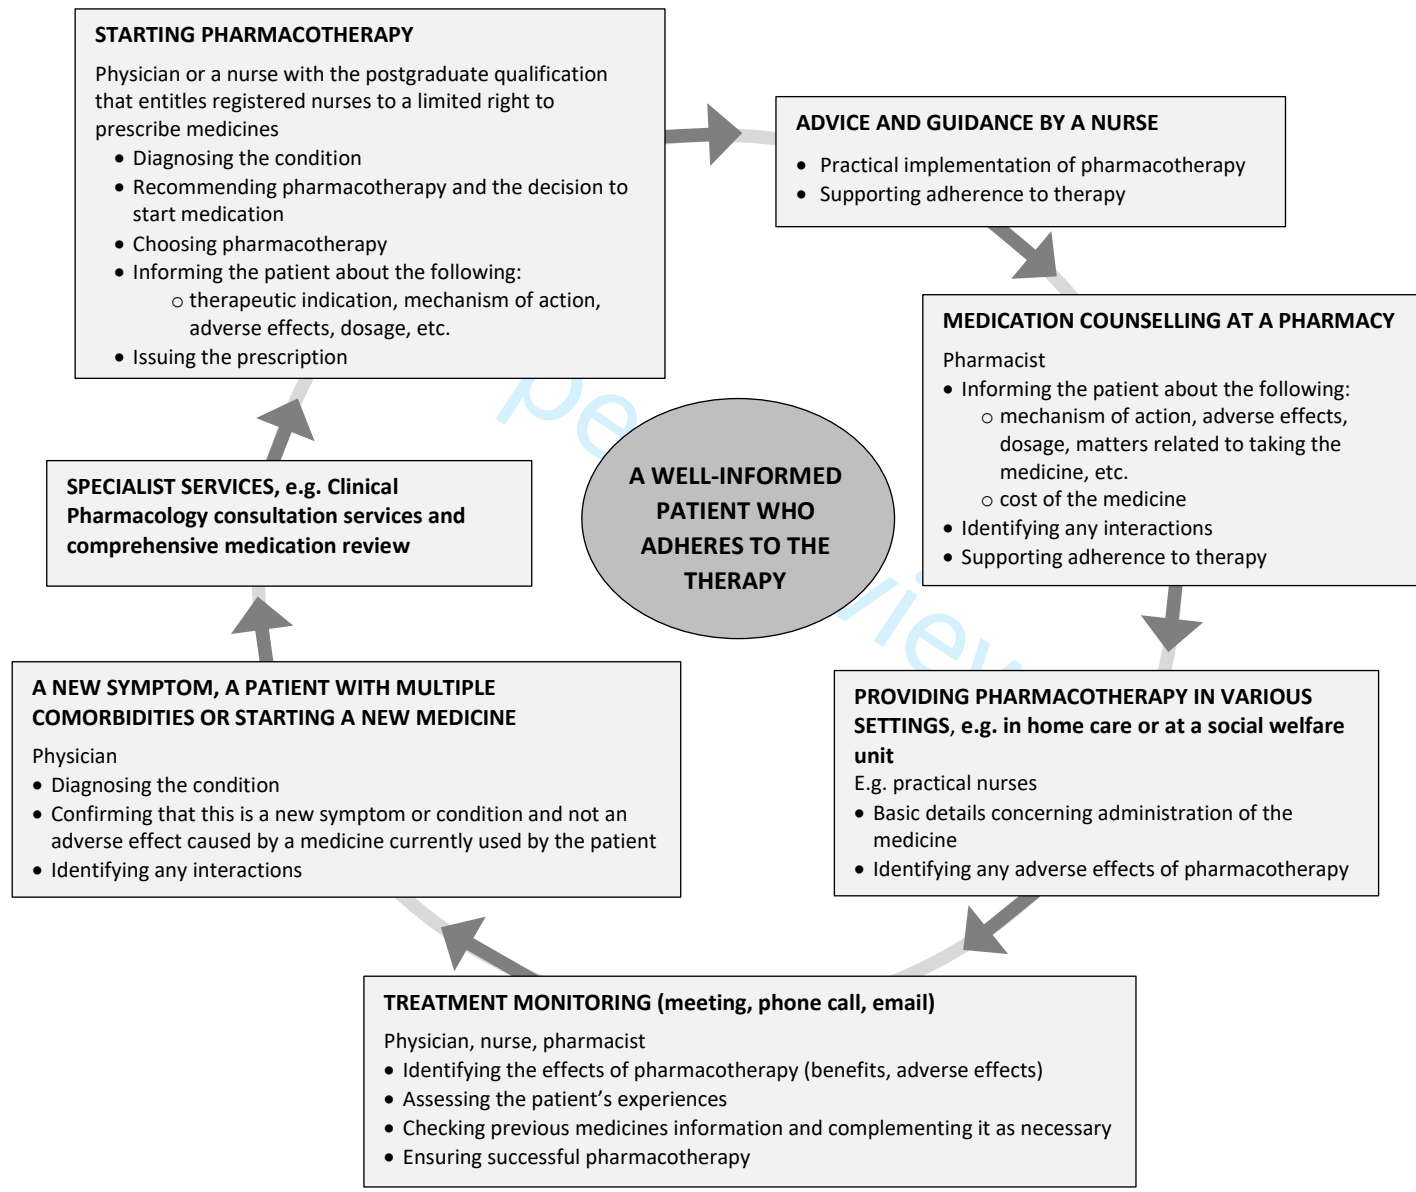 STARTING PHARMACOTHERAPY
Physician or a nurse with the postgraduate qualification
that entitles registered nurses to a limited right to
prescribe medicines
• Diagnosing the condition
• Recommending pharmacotherapy and the decision to
start medication
• Choosing pharmacotherapy
• Informing the patient about the following:
o therapeutic indication, mechanism of action,
adverse effects, dosage, etc.
• Issuing the prescription
ADVICE AND GUIDANCE BY A NURSE
• Practical implementation of pharmacotherapy
• Supporting adherence to therapy
MEDICATION COUNSELLING AT A PHARMACY
Pharmacist
• Informing the patient about the following:
o mechanism of action, adverse effects,
dosage, matters related to taking the
medicine, etc.
o cost of the medicine
• Identifying any interactions
• Supporting adherence to therapy
A WELL-INFORMED
PATIENT WHO
ADHERES TO THE
THERAPY
SPECIALIST SERVICES, e.g. Clinical
Pharmacology consultation services and
comprehensive medication review
A NEW SYMPTOM, A PATIENT WITH MULTIPLE
COMORBIDITIES OR STARTING A NEW MEDICINE
Physician
• Diagnosing the condition
• Confirming that this is a new symptom or condition and not an
adverse effect caused by a medicine currently used by the patient
• Identifying any interactions
PROVIDING PHARMACOTHERAPY IN VARIOUS
SETTINGS, e.g. in home care or at a social welfare
unit
E.g. practical nurses
• Basic details concerning administration of the
medicine
• Identifying any adverse effects of pharmacotherapy
TREATMENT MONITORING (meeting, phone call, email)
Physician, nurse, pharmacist
• Identifying the effects of pharmacotherapy (benefits, adverse effects)
• Assessing the patient's experiences
• Checking previous medicines information and complementing it as necessary
• Ensuring successful pharmacotherapy